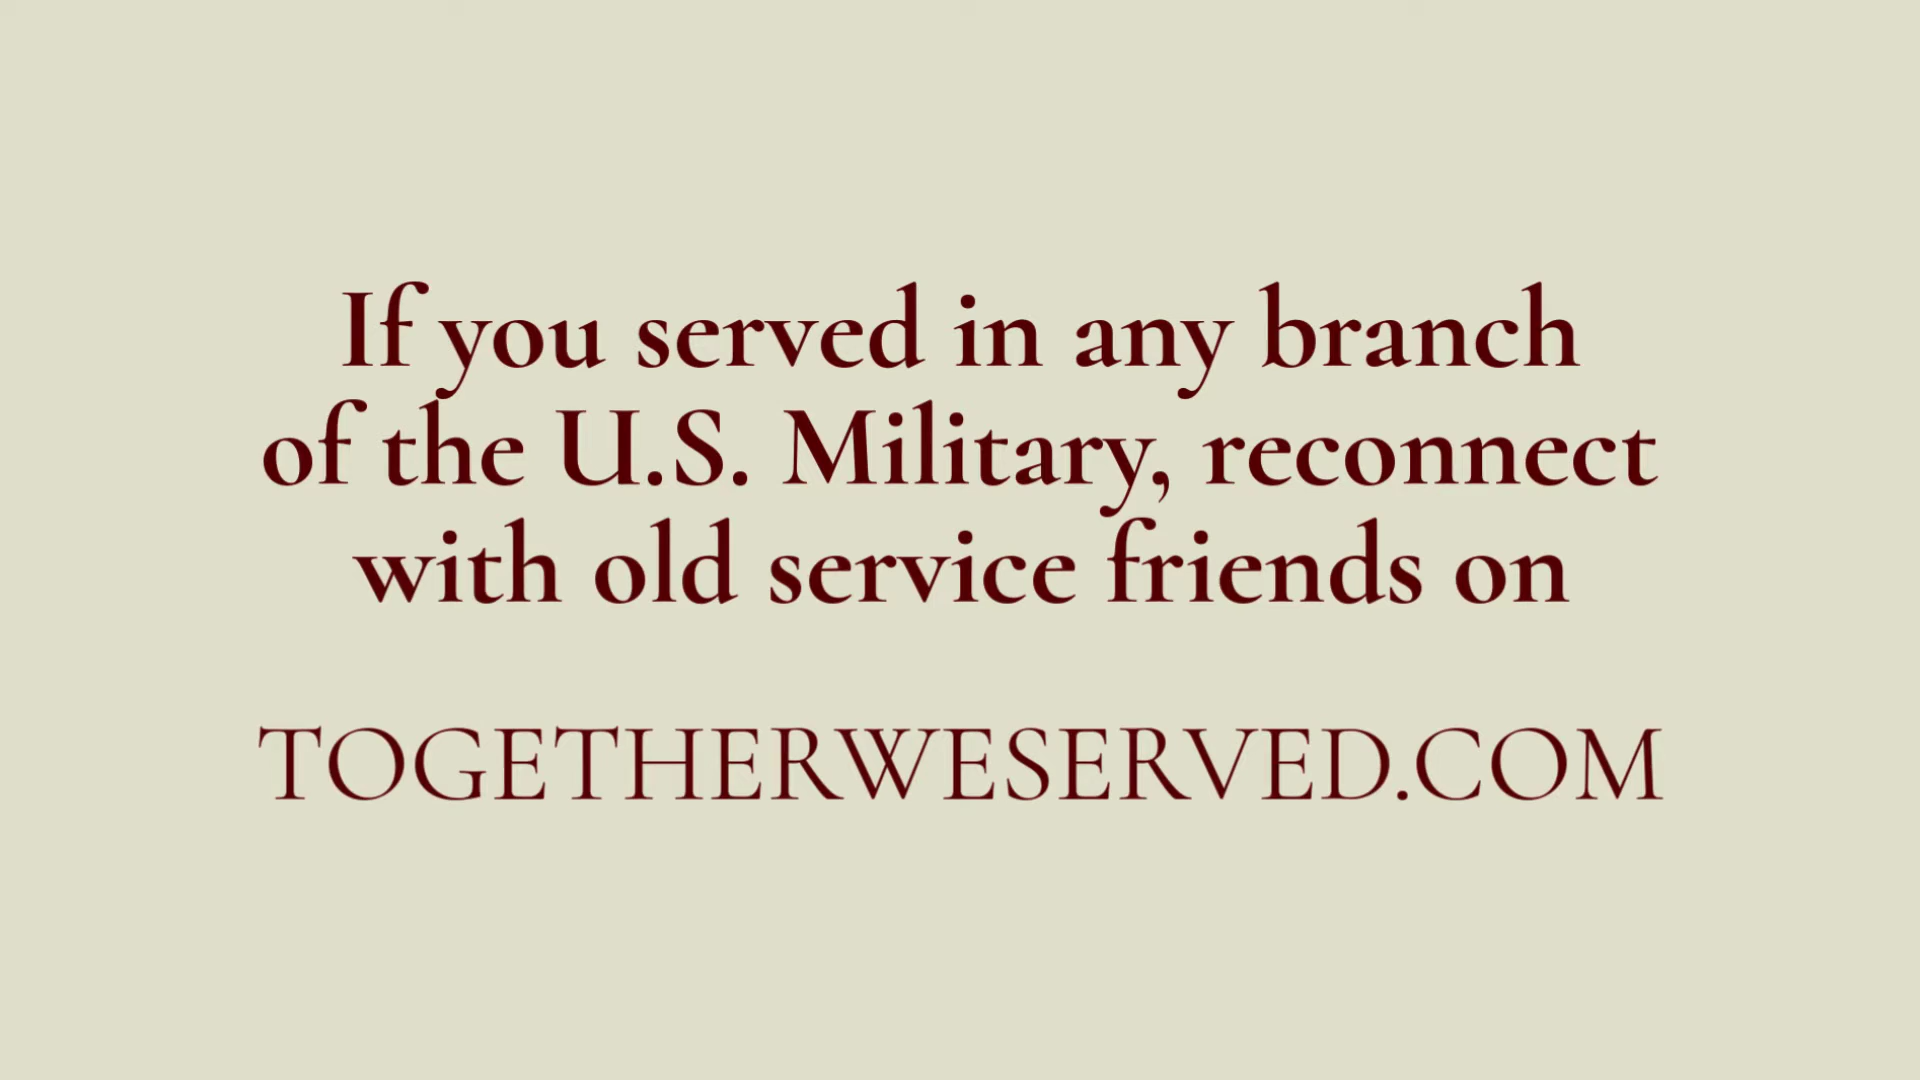 If you served in any branch
of the U.S. Military, reconnect
with old service friends on
TOGETHERWESERVED.COM